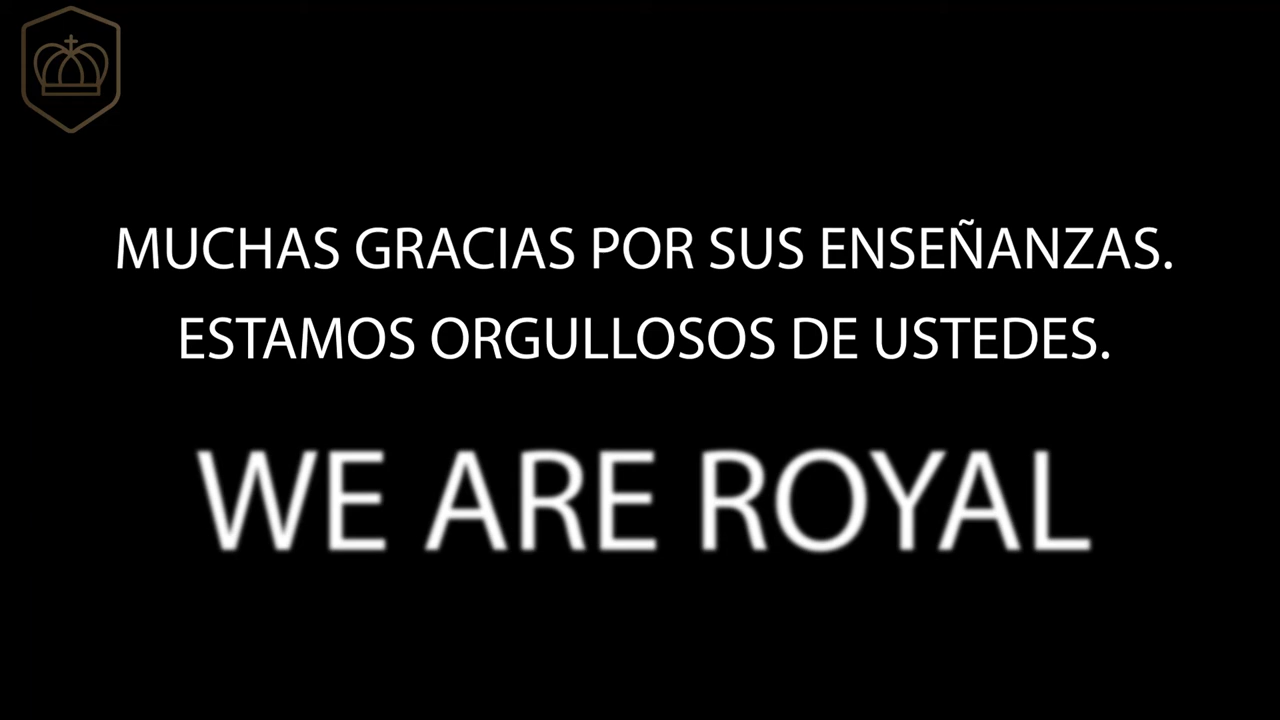 MUCHAS GRACIAS POR SUS ENSEÑANZAS.
ESTAMOS ORGULLOSOS DE USTEDES.
WE ARE ROYAL